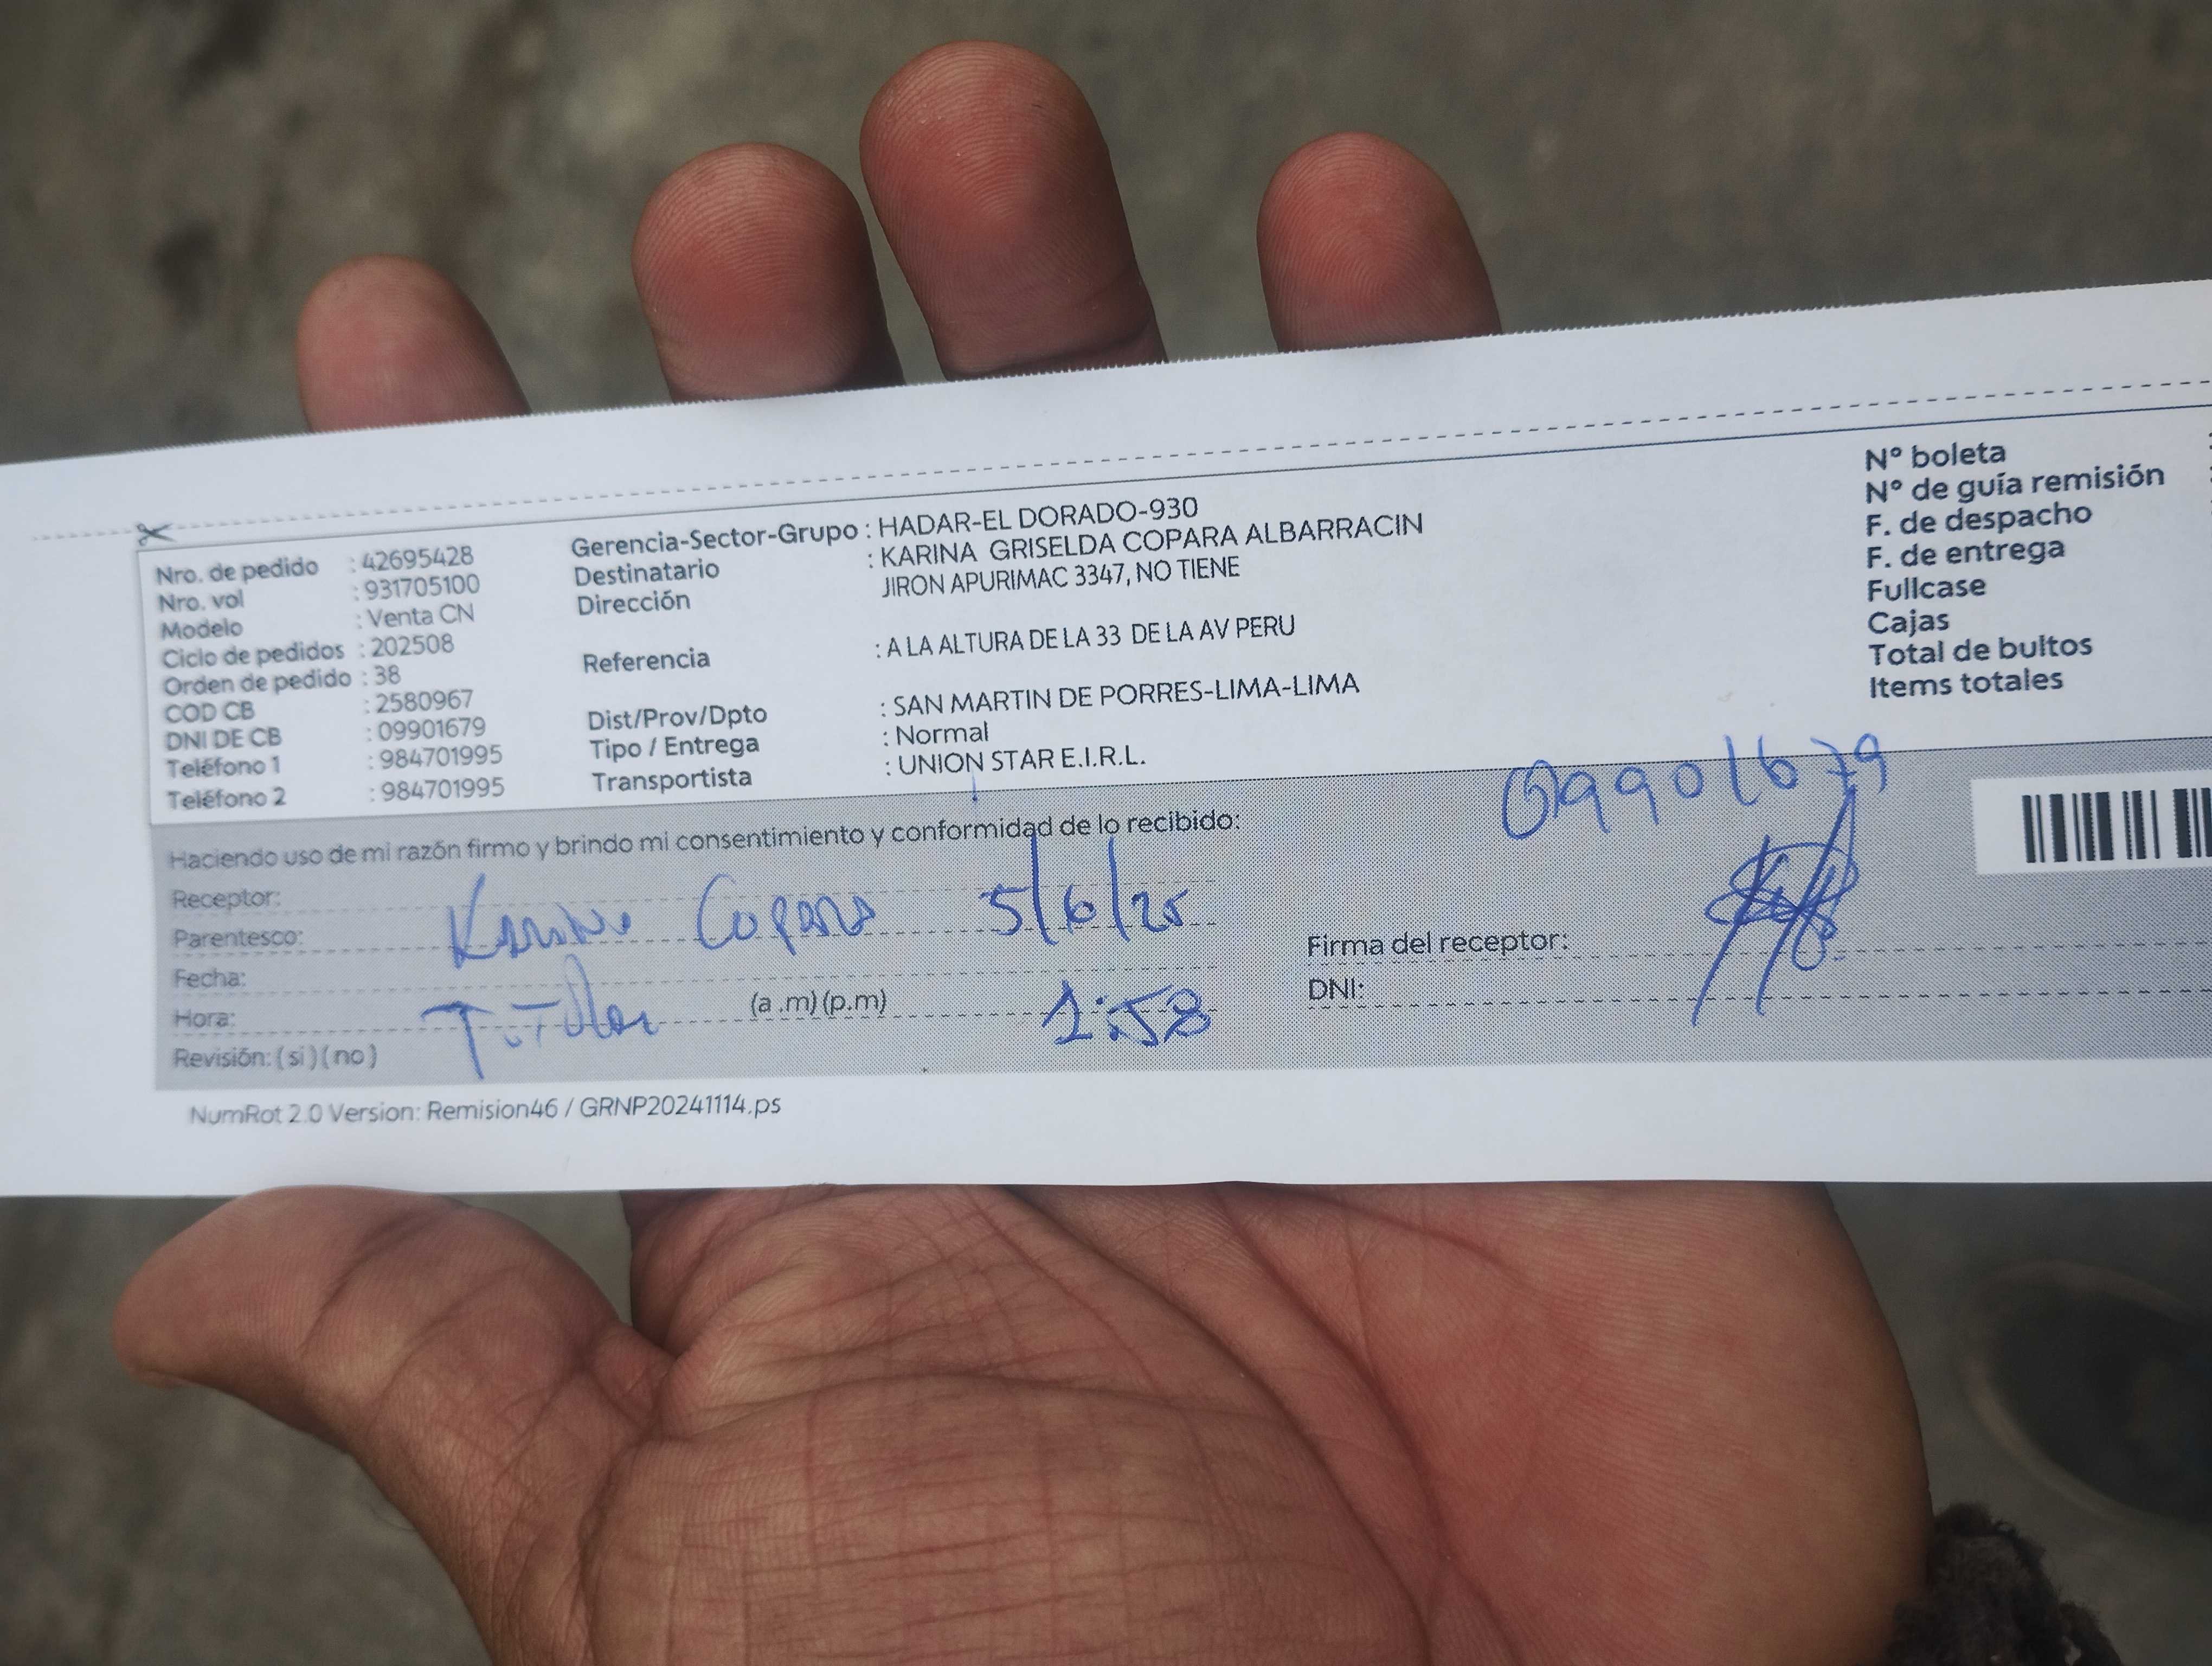 Nro. de pedido : 42695428
Nro. vol : 931705100
Modelo : Venta CN
Ciclo de pedidos : 202508
Orden de pedido : 38
COD CB : 2580967
DNI DE CB : 09901679
Teléfono 1 : 984701995
Teléfono 2 : 984701995
Gerencia-Sector-Grupo : HADAR-EL DORADO-930
Destinatario : KARINA GRISELDA COPARA ALBARRACIN
Dirección JIRON APURIMAC 3347, NO TIENE
Referencia : A LA ALTURA DE LA 33 DE LA AV PERU
Dist/Prov/Dpto : SAN MARTIN DE PORRES-LIMA-LIMA
Tipo / Entrega : Normal
Transportista : UNION STAR E.I.R.L.
N° boleta
N° de guía remisión
F. de despacho
F. de entrega
Fullcase
Cajas
Total de bultos
Items totales
Haciendo uso de mi razón firmo y brindo mi consentimiento y conformidad de lo recibido:
09901679
Receptor:
Parentesco: Karina Copara 5/6/25
Fecha:
Hora: Titular (a .m) (p.m) 1:58
Revisión: ( si ) ( no )
Firma del receptor:
DNI:
NumRot 2.0 Version: Remision46 / GRNP20241114.ps